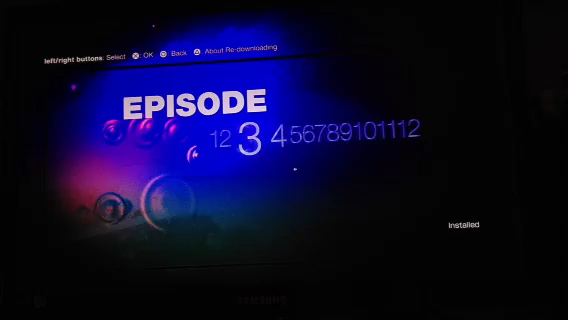 left/right buttons: Select ⊗: OK ◎ Back △ About Re-downloading
EPISODE
12 3 456789101112
Installed
SAMSUNG